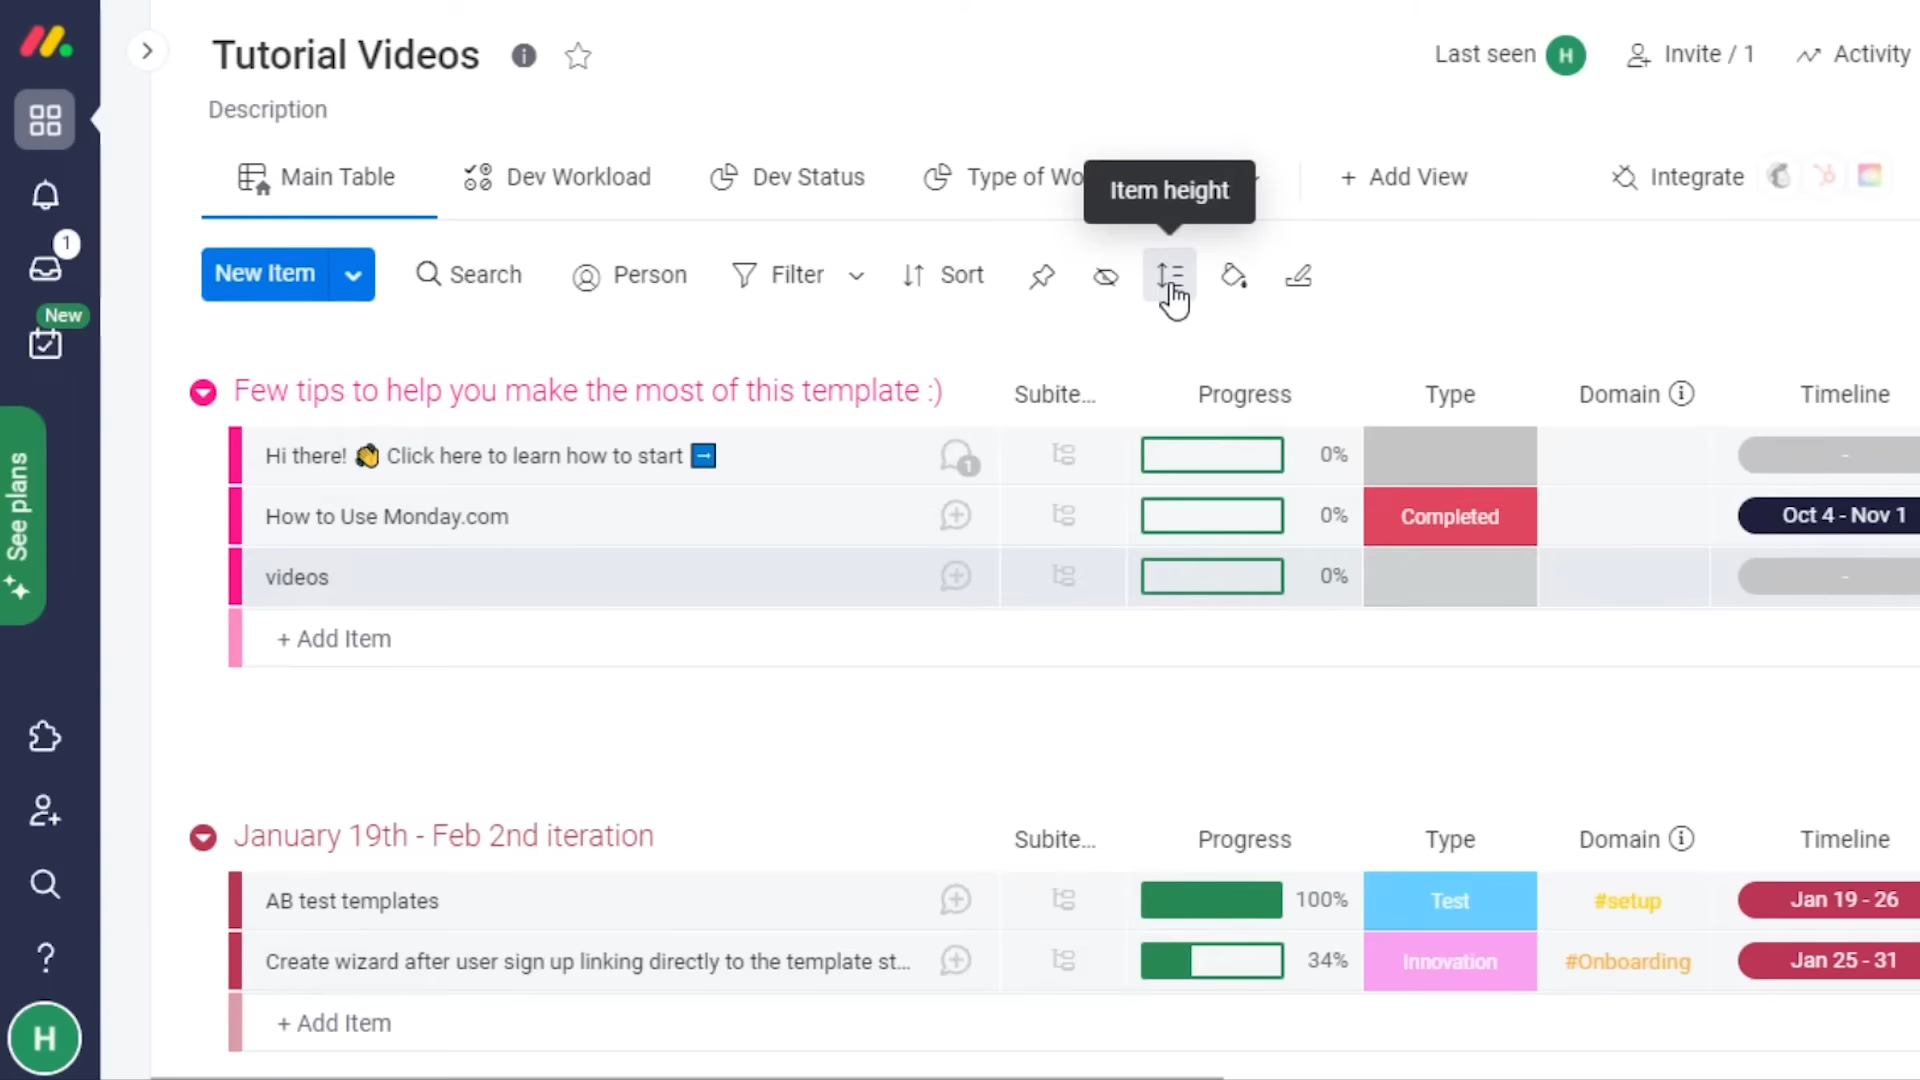 Tutorial Videos
Last seen H Invite / 1 Activity
Description
Main Table Dev Workload Dev Status Type of Wo + Add View Integrate
Item height
New Item Search Person Filter Sort
1
New
See plans
Few tips to help you make the most of this template :) Subite... Progress Type Domain Timeline
Hi there! 👏 Click here to learn how to start ➡ 1 0% -
How to Use Monday.com 0% Completed Oct 4 - Nov 1
videos 0% -
+ Add Item
January 19th - Feb 2nd iteration Subite... Progress Type Domain Timeline
AB test templates 100% Test #setup Jan 19 - 26
Create wizard after user sign up linking directly to the template st... 34% Innovation #Onboarding Jan 25 - 31
+ Add Item
?
H